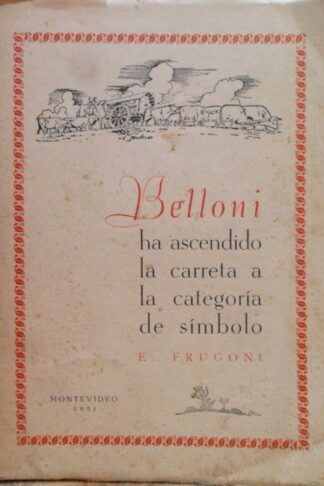 Belloni
ha ascendido
la carreta a
la categoría
de símbolo
E. FRUGONI
MONTEVIDEO
1951